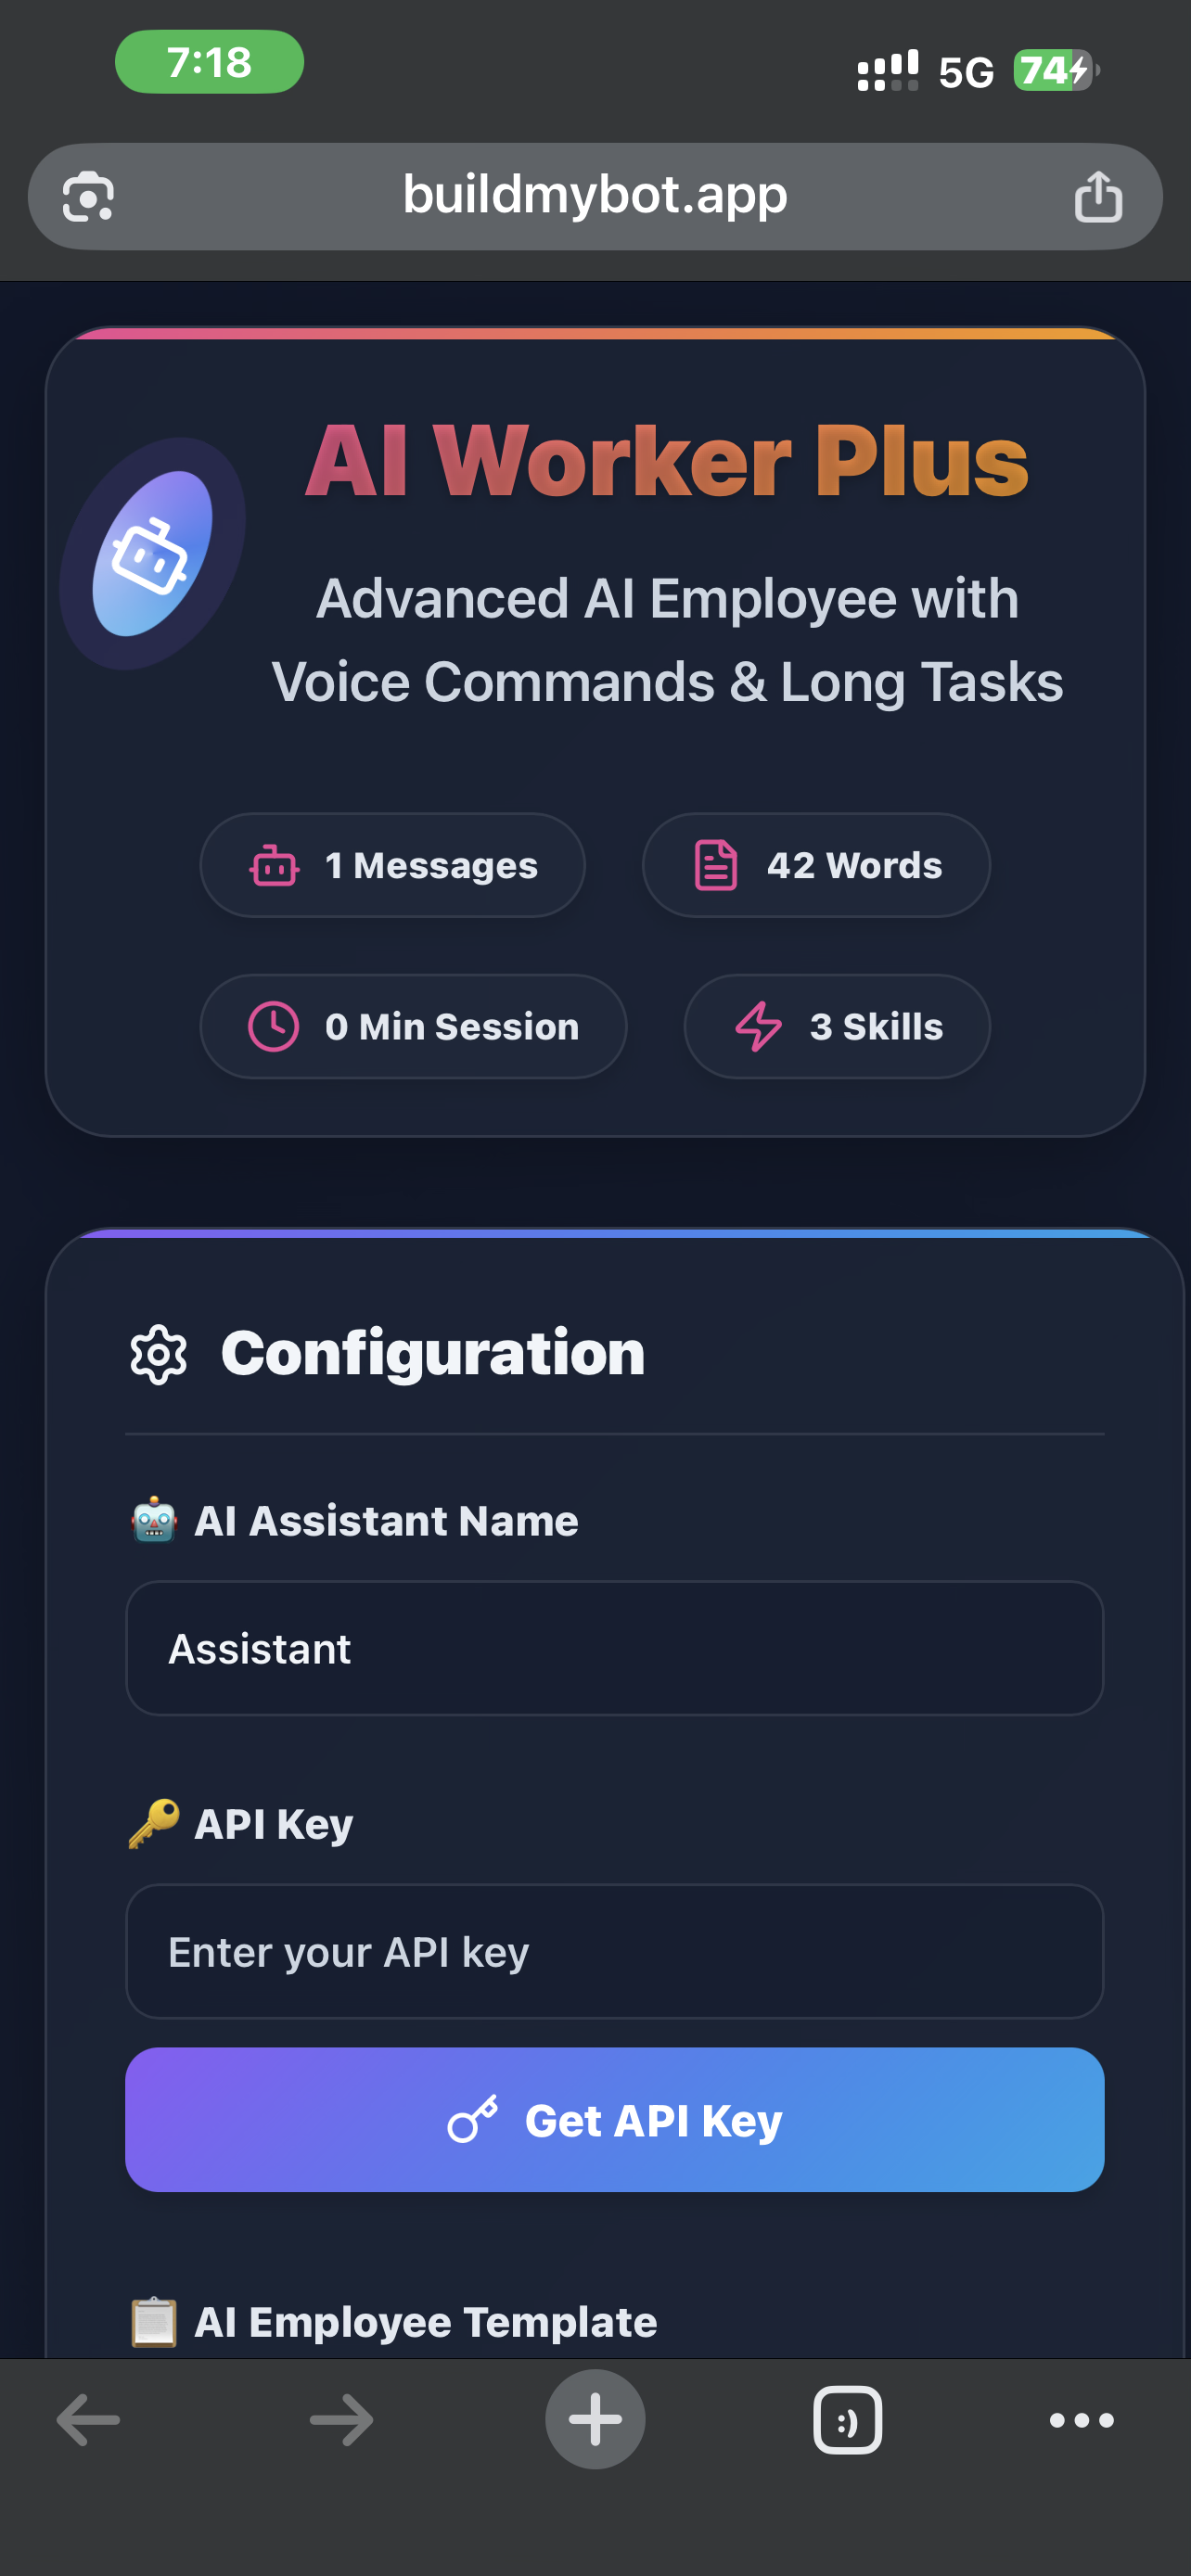 7:18
5G
74
buildmybot.app
AI Worker Plus
Advanced AI Employee with
Voice Commands & Long Tasks
1 Messages
42 Words
0 Min Session
3 Skills
Configuration
🤖 AI Assistant Name
Assistant
🔑 API Key
Enter your API key
Get API Key
📋 AI Employee Template
:)